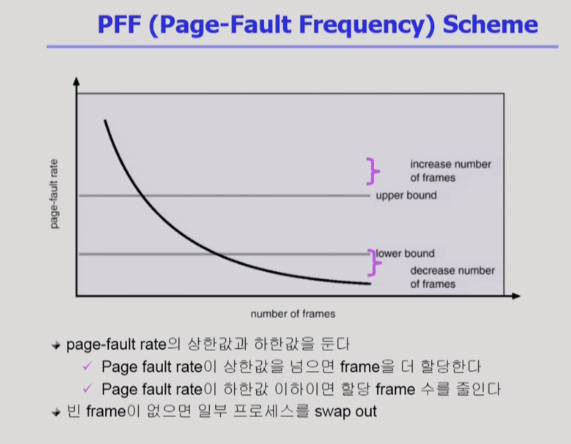 PFF (Page-Fault Frequency) Scheme
page-fault rate
increase number
of frames
upper bound
lower bound
decrease number
of frames
number of frames
page-fault rate의 상한값과 하한값을 둔다
Page fault rate이 상한값을 넘으면 frame을 더 할당한다
Page fault rate이 하한값 이하이면 할당 frame 수를 줄인다
빈 frame이 없으면 일부 프로세스를 swap out